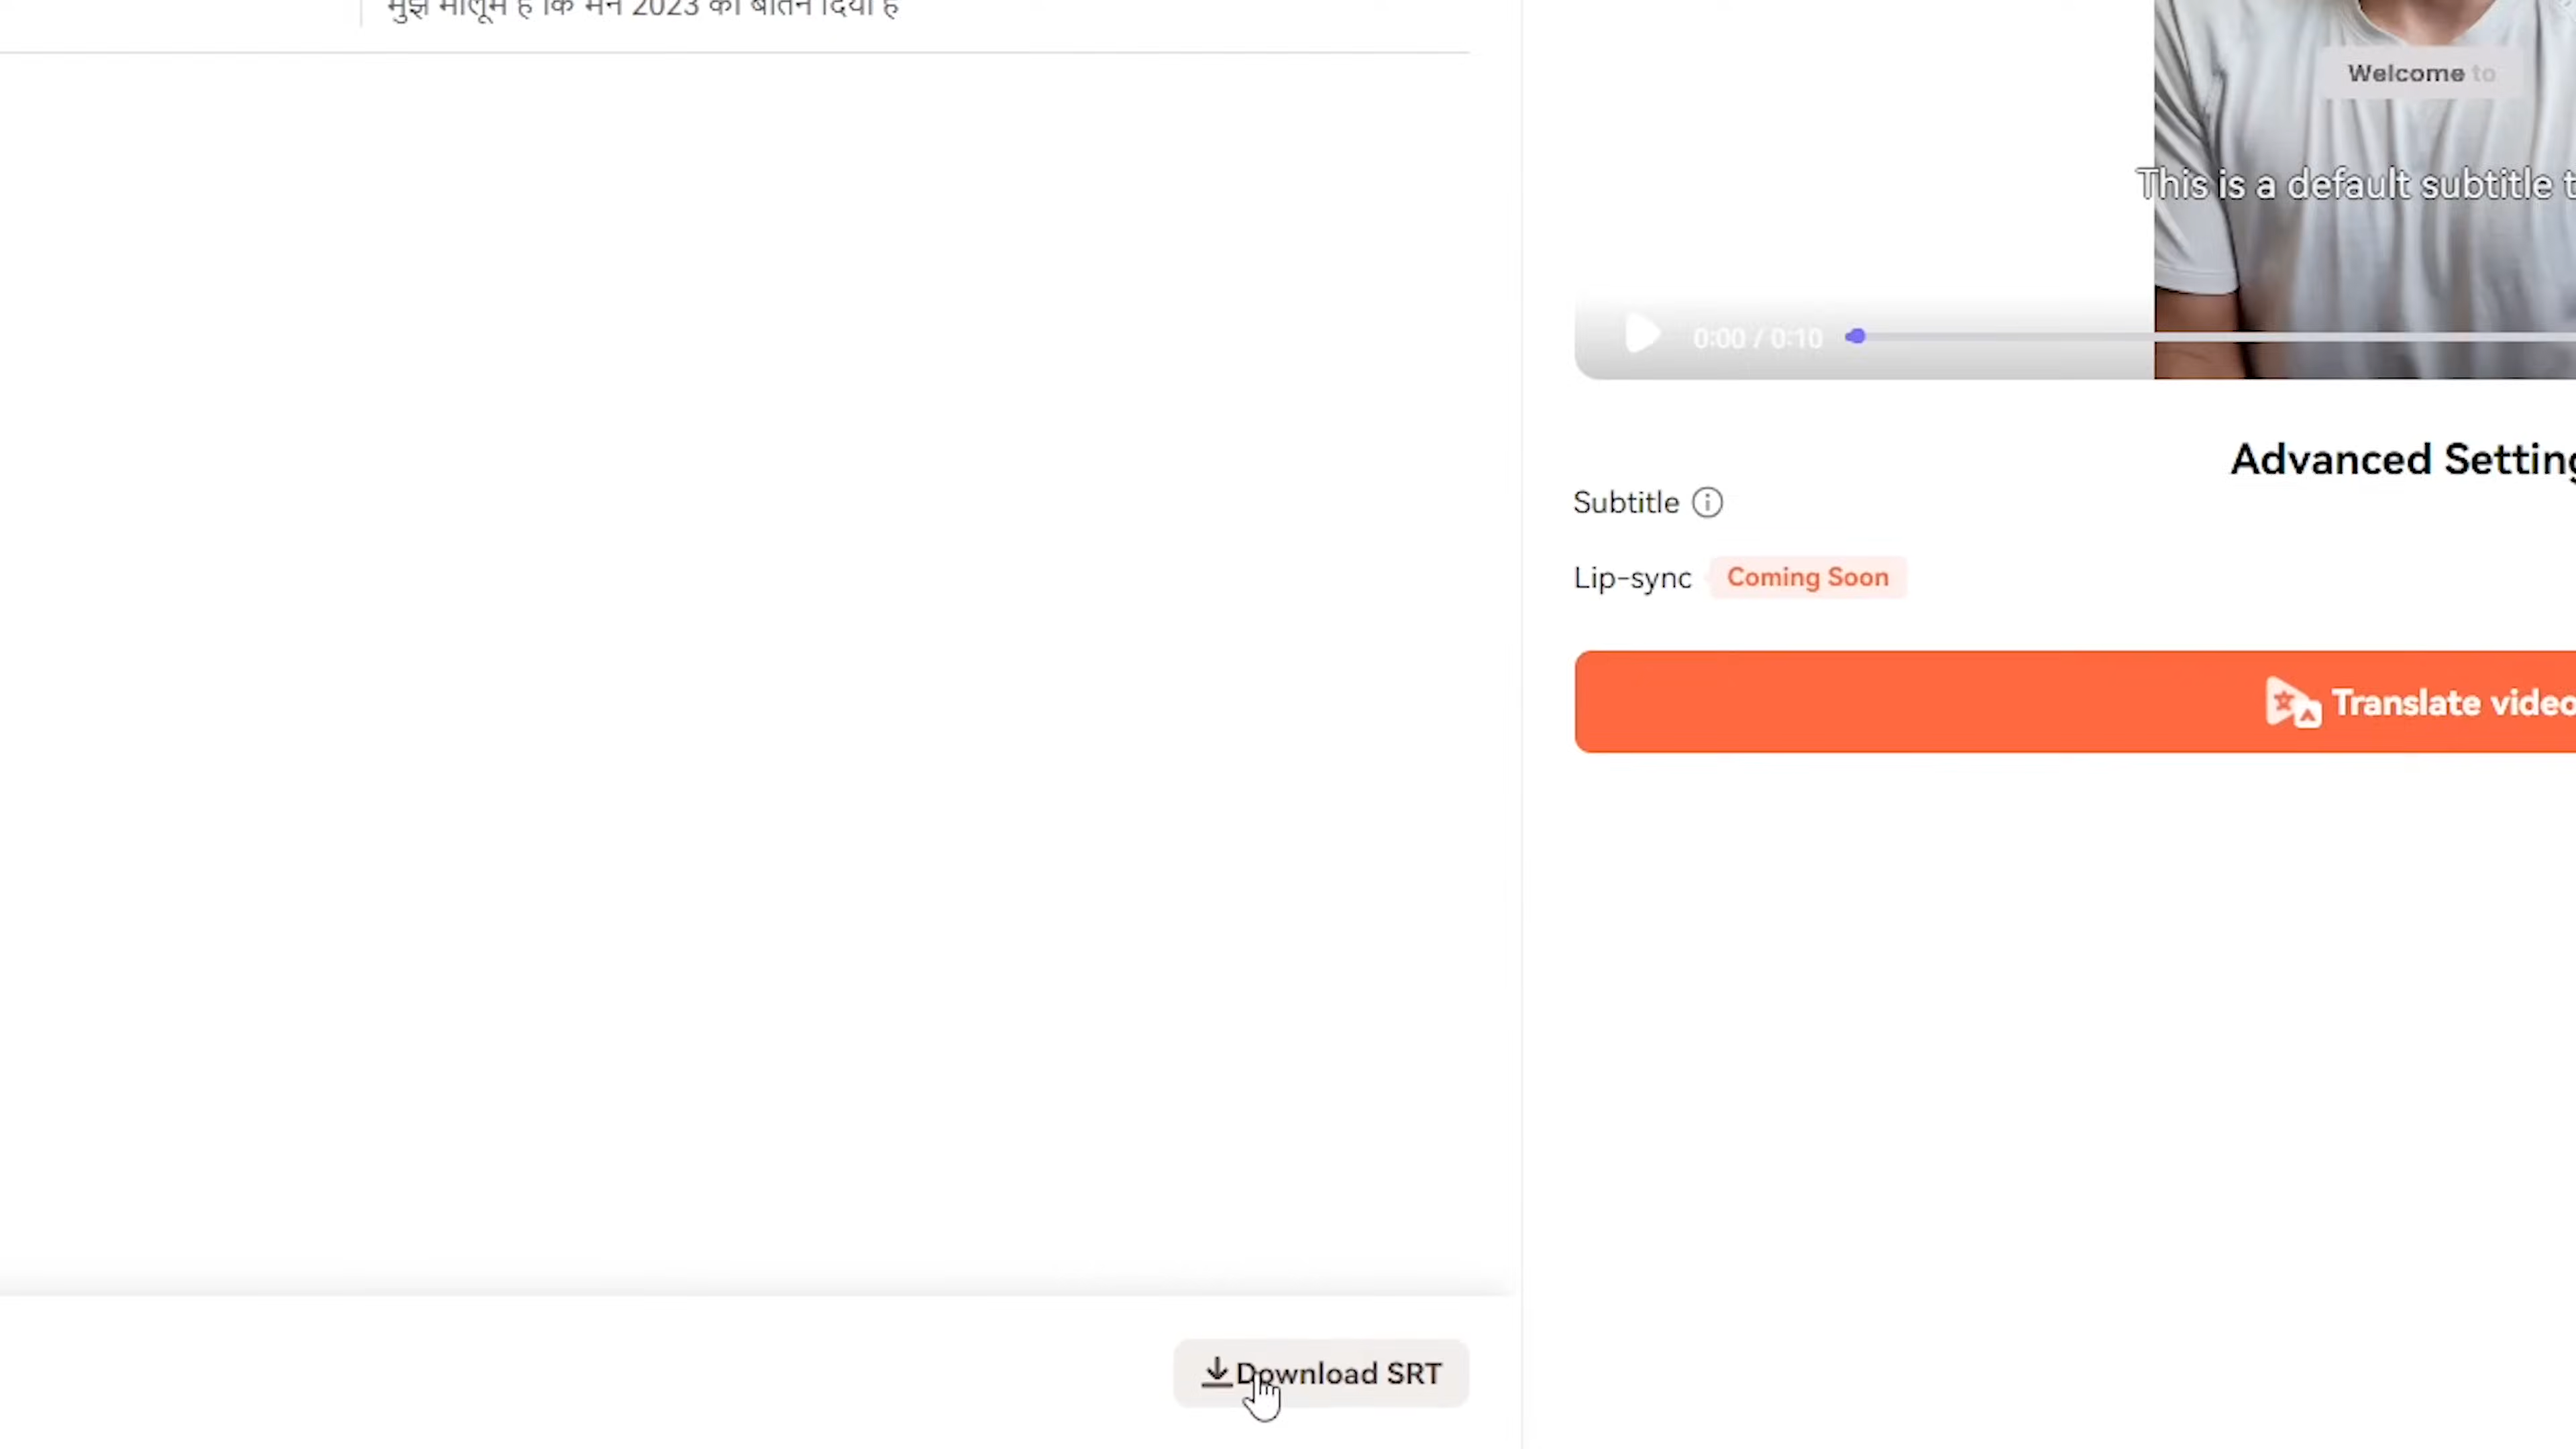 2023
Welcome to
This is a default subtitle
0:00 / 0:10
Advanced
Subtitle
Lip-sync Coming Soon
Translate video
Download SRT